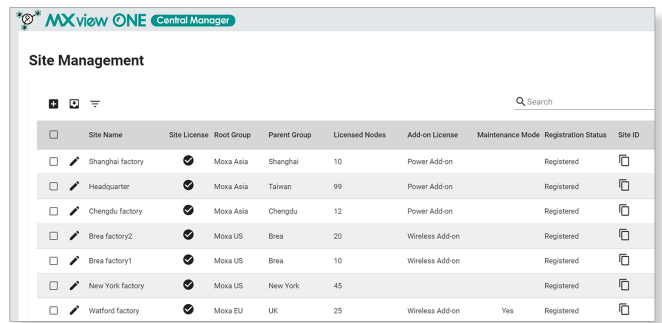 MXview ONE Central Manager
Site Management
Search
Site Name Site License Root Group Parent Group Licensed Nodes Add-on License Maintenance Mode Registration Status Site ID
Shanghai factory Moxa Asia Shanghai 10 Power Add-on Registered
Headquarter Moxa Asia Taiwan 99 Power Add-on Registered
Chengdu factory Moxa Asia Chengdu 12 Power Add-on Registered
Brea factory2 Moxa US Brea 20 Wireless Add-on Registered
Brea factory1 Moxa US Brea 10 Wireless Add-on Registered
New York factory Moxa US New York 45 Registered
Watford factory Moxa EU UK 25 Wireless Add-on Yes Registered